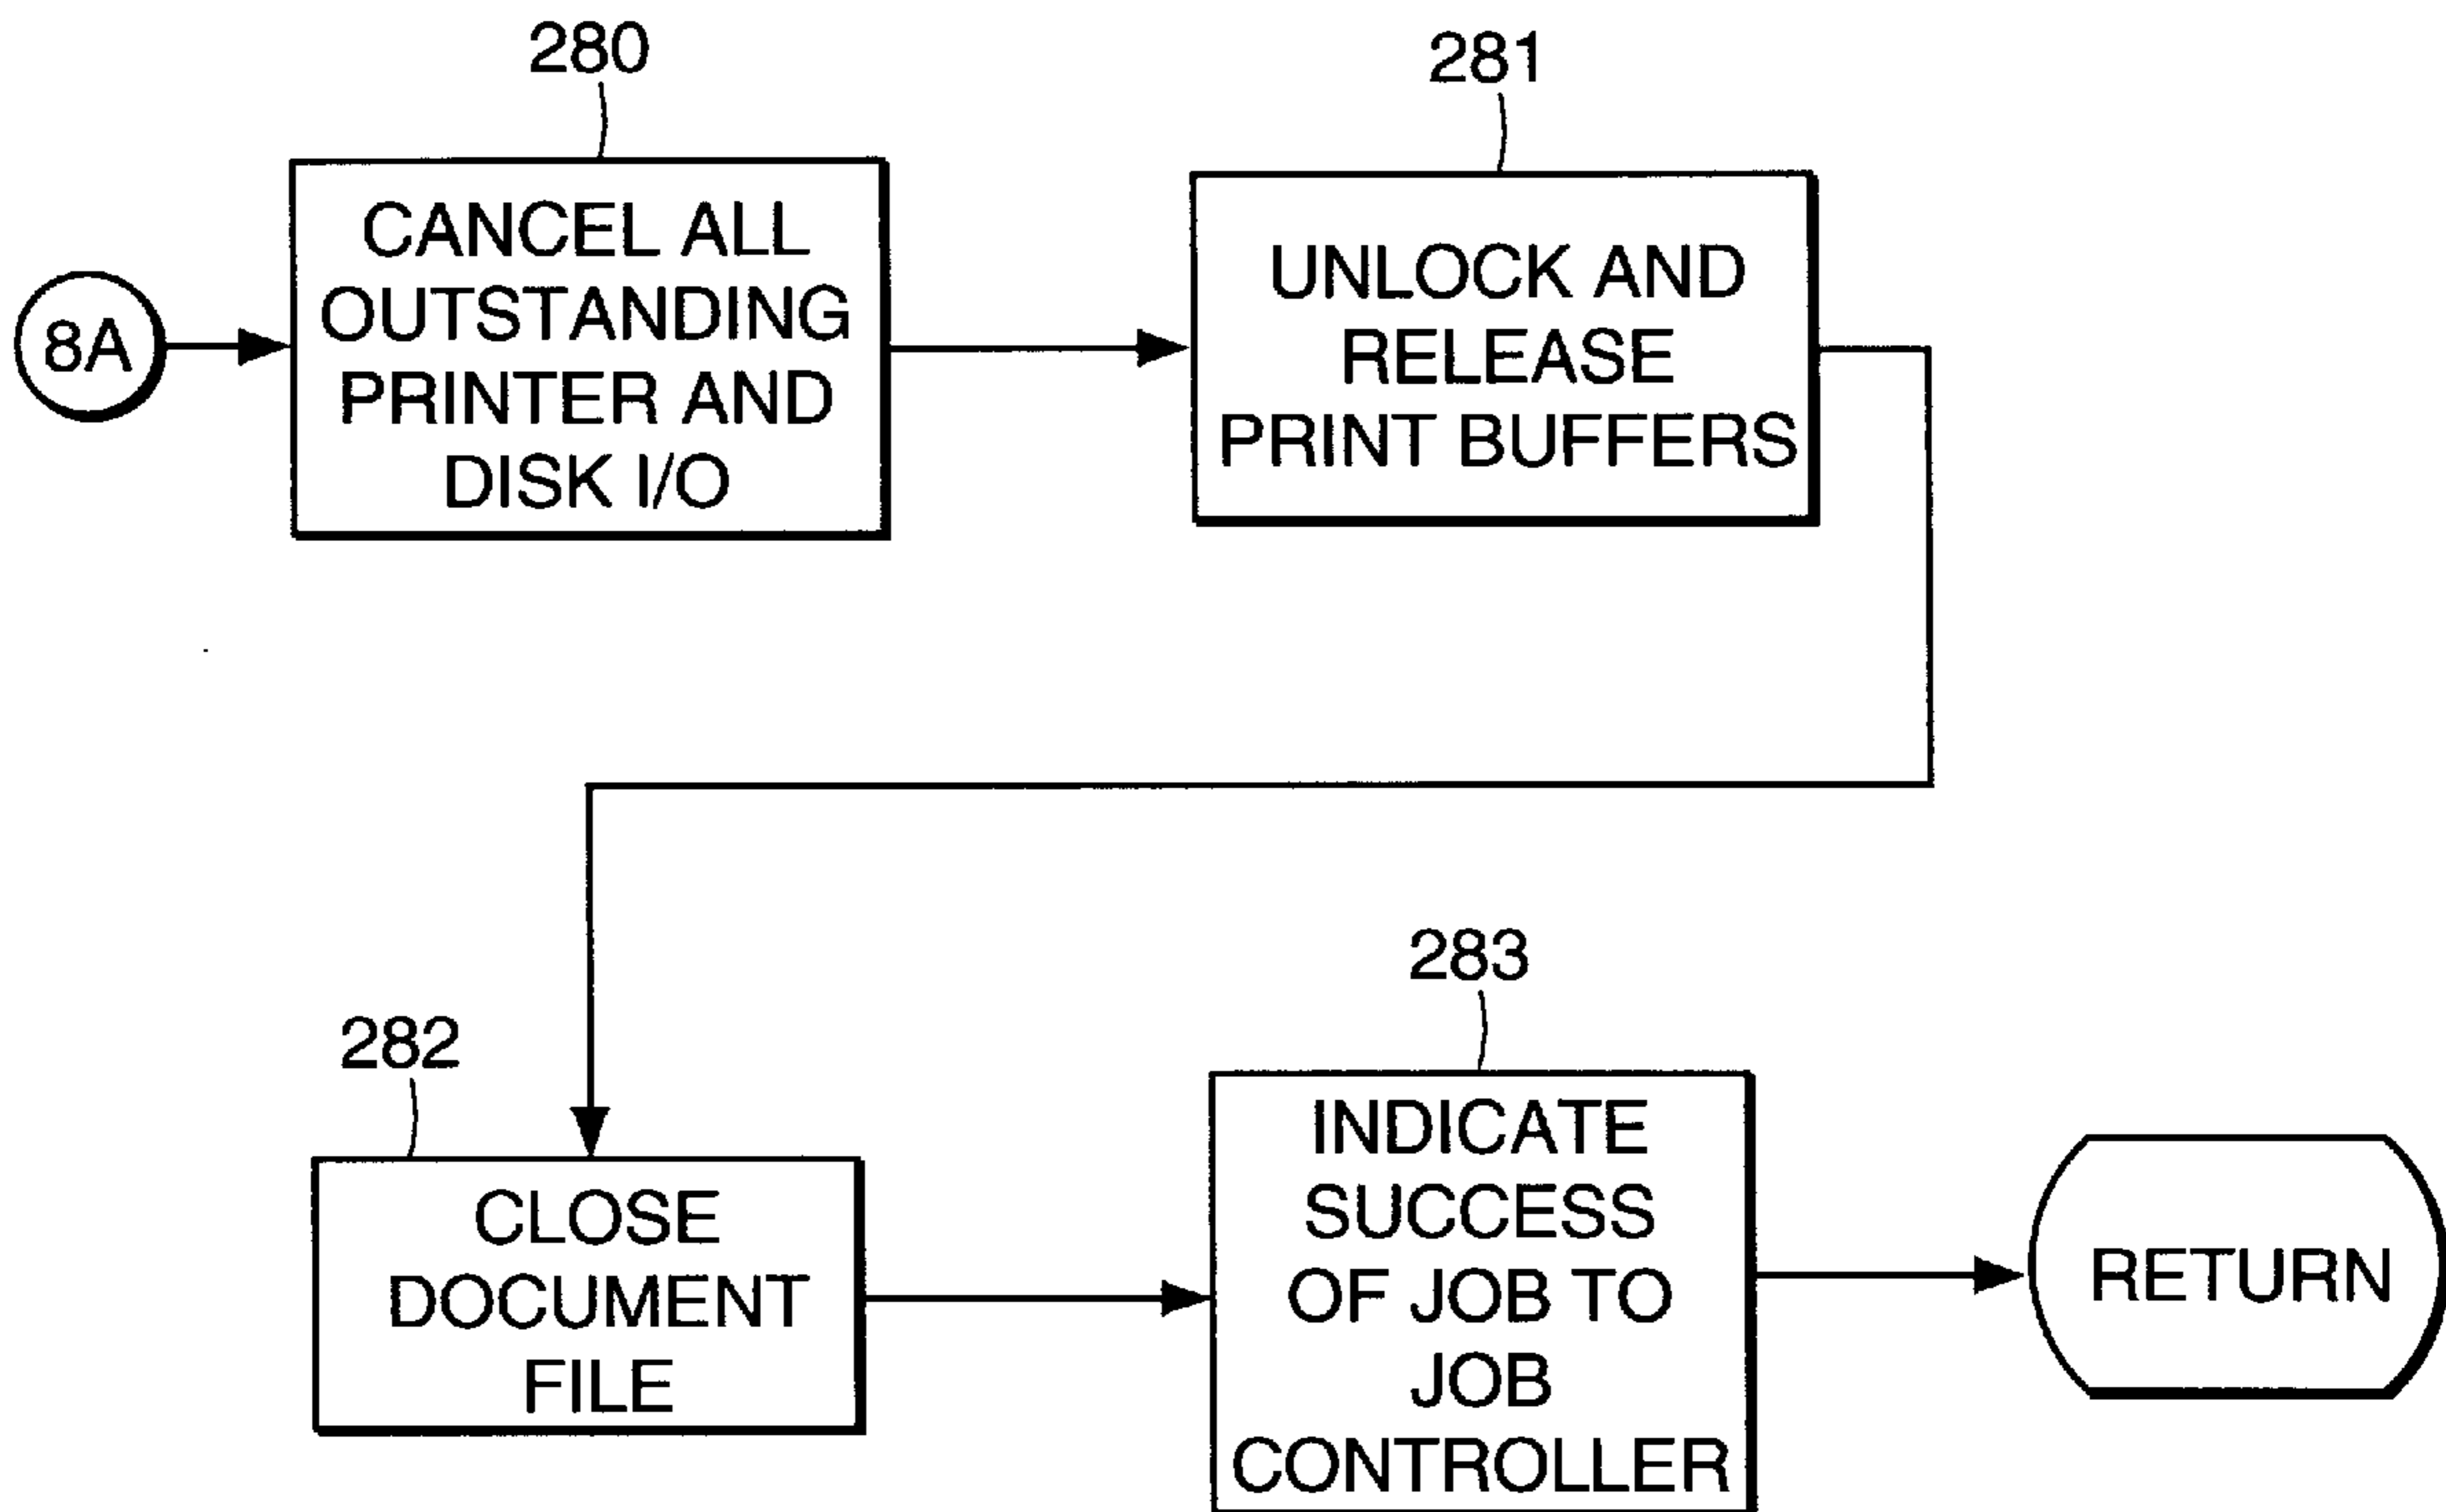 280
281
8A
CANCEL ALL
OUTSTANDING
PRINTER AND
DISK I/O
UNLOCK AND
RELEASE
PRINT BUFFERS
282
283
CLOSE
DOCUMENT
FILE
INDICATE
SUCCESS
OF JOB TO
JOB
CONTROLLER
RETURN